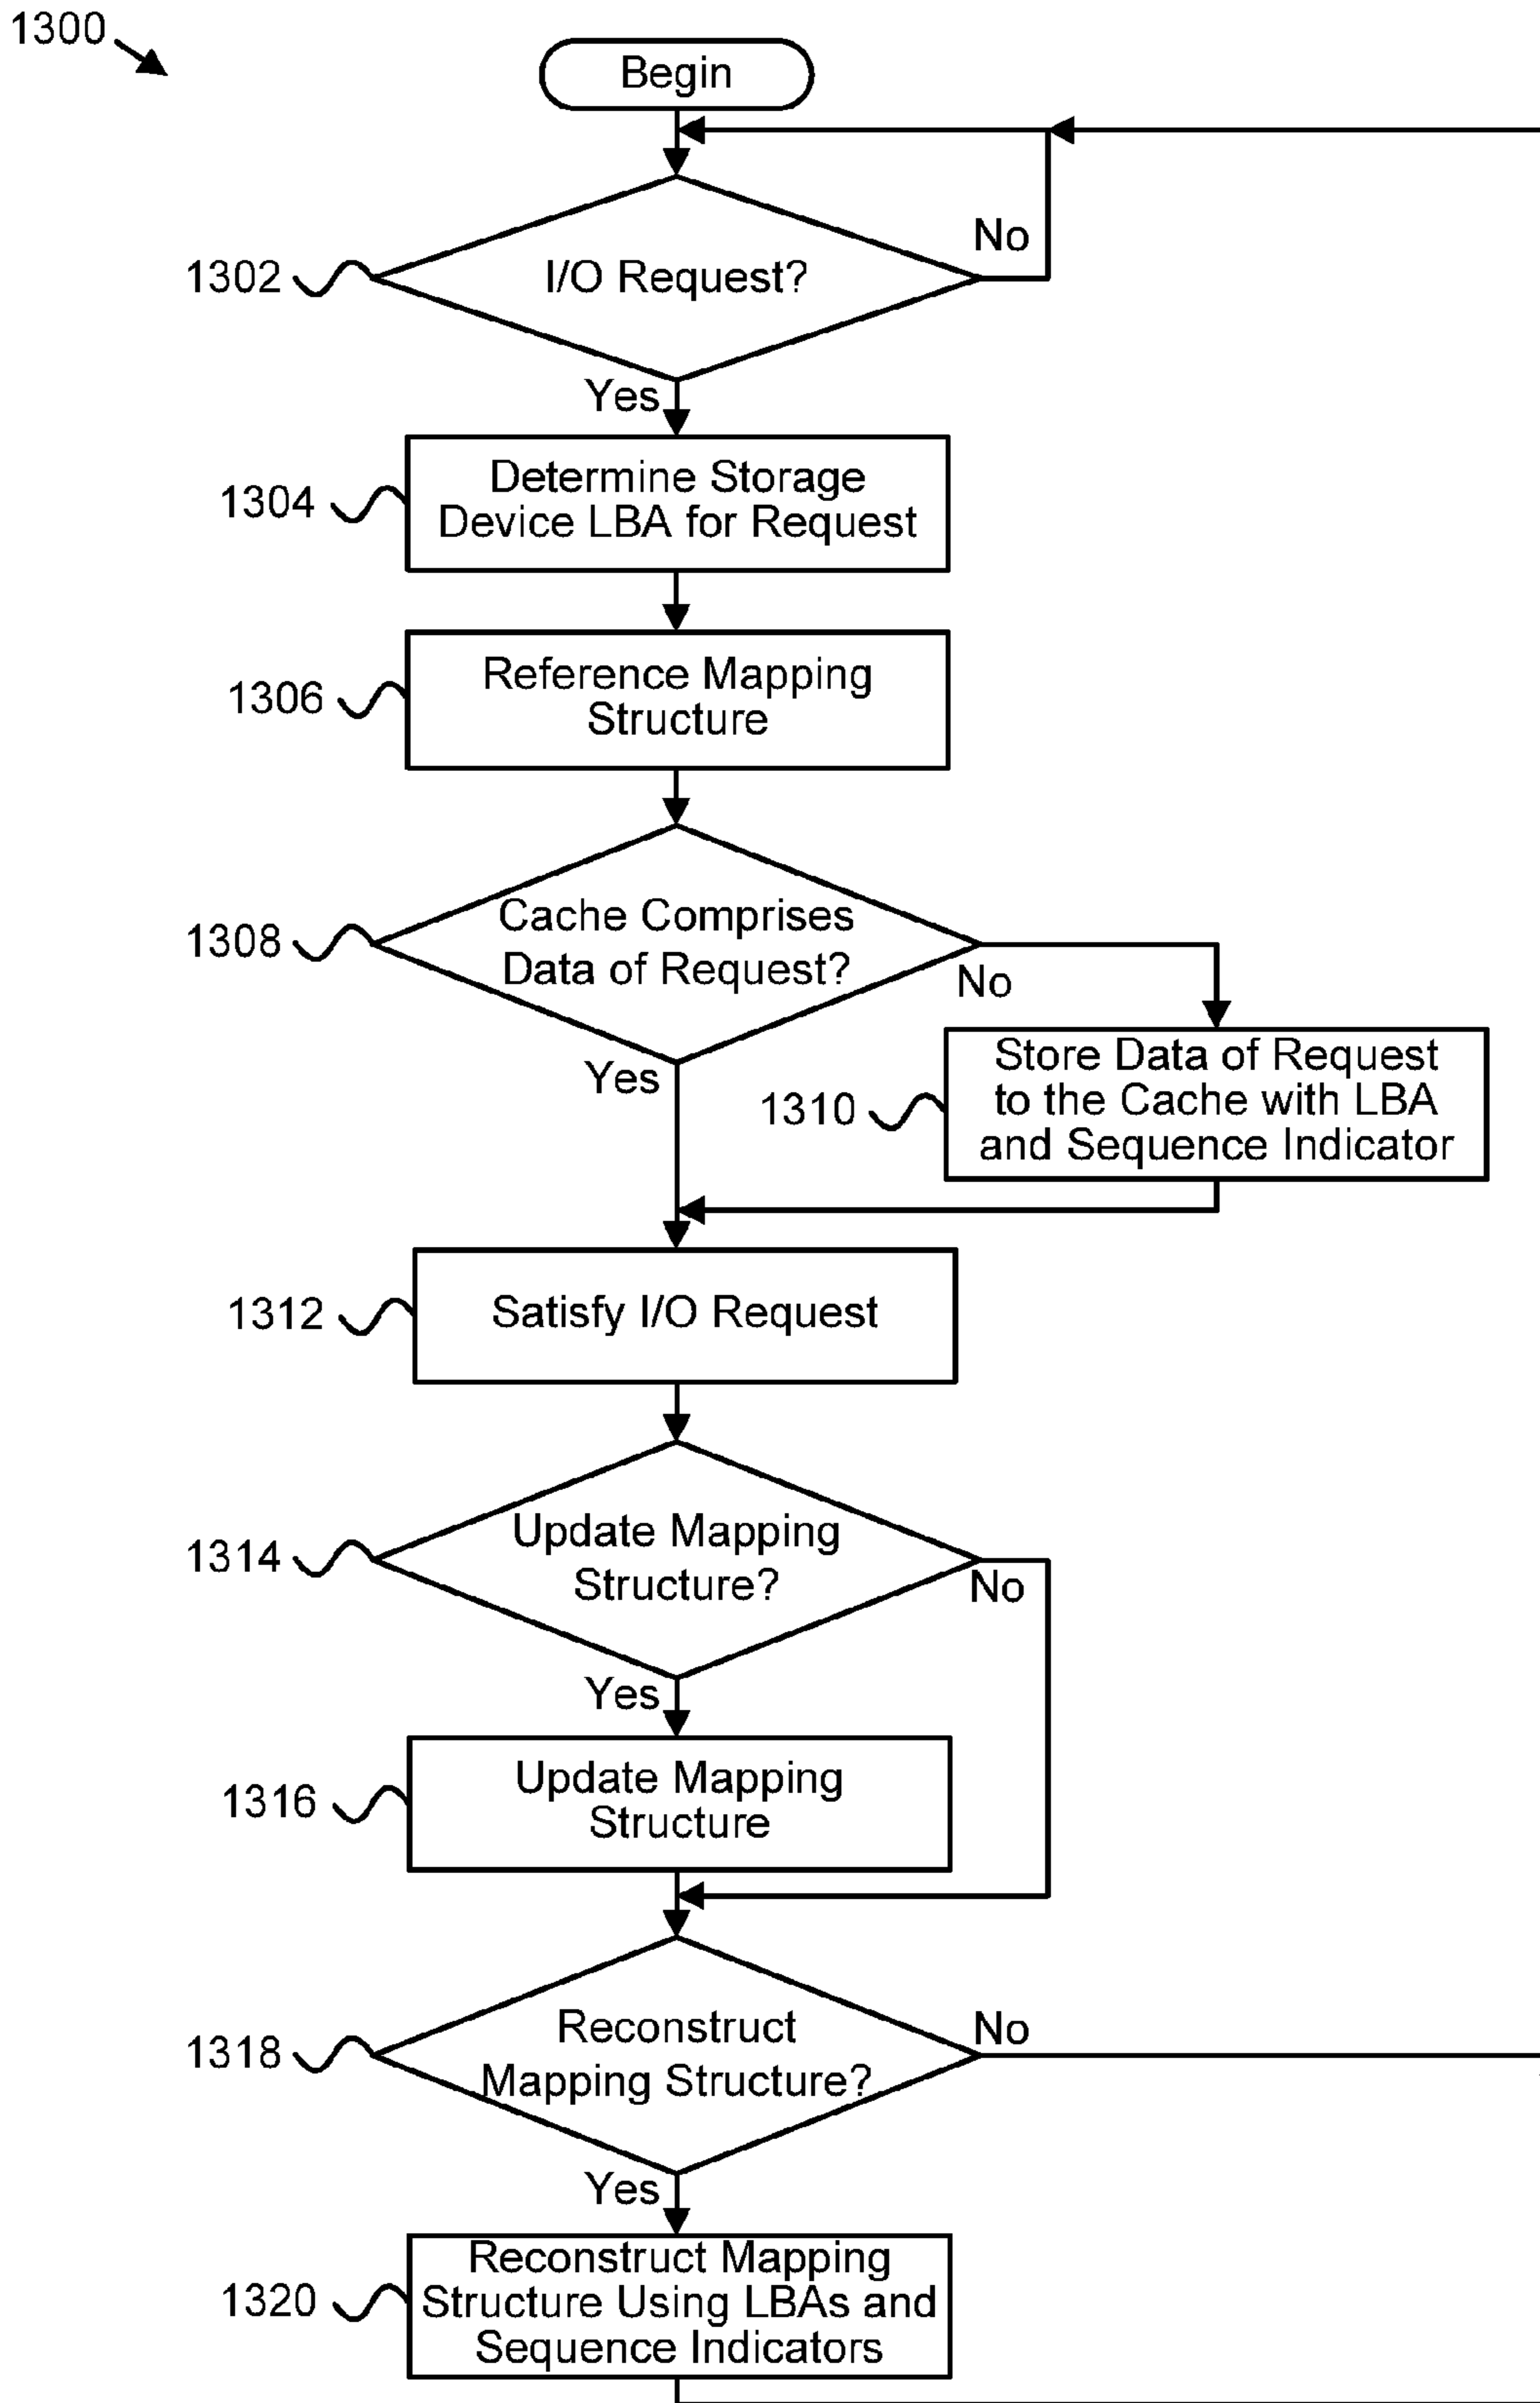 1300
Begin
No
1302
I/O Request?
Yes
1304
Determine Storage
Device LBA for Request
1306
Reference Mapping
Structure
1308
Cache Comprises
Data of Request?
No
Yes
1310
Store Data of Request
to the Cache with LBA
and Sequence Indicator
1312
Satisfy I/O Request
1314
Update Mapping
Structure?
No
Yes
1316
Update Mapping
Structure
1318
Reconstruct
Mapping Structure?
No
Yes
1320
Reconstruct Mapping
Structure Using LBAs and
Sequence Indicators